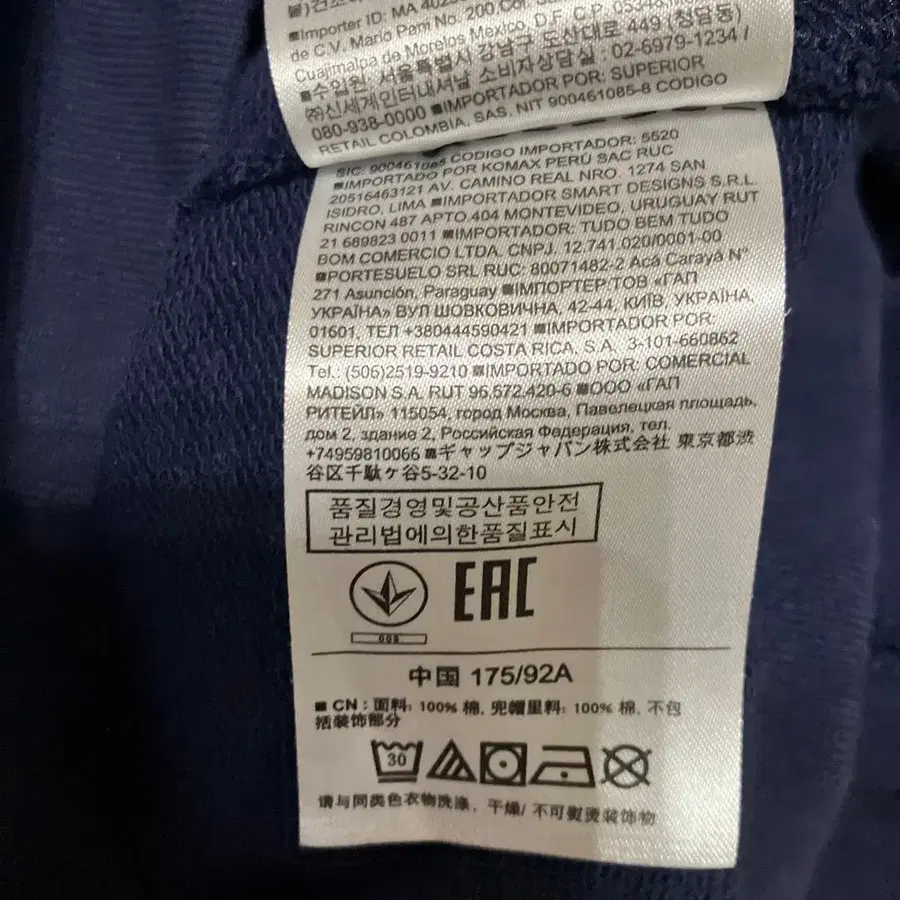 불)건조
■Importer ID: MA
de C.V. Mario Pani No. 200 Col.
Cuajimalpa de Morelos Mexico, D.F. C.P. 05348,
■수입원: 서울특별시 강남구 도산대로 449 (청담동)
㈜신세계인터내셔날 소비자상담실 : 02-6979-1234 /
080-938-0000 ■IMPORTADOR POR: SUPERIOR
RETAIL COLOMBIA, SAS. NIT 900461085-8 CODIGO
SIC: 900461085 CODIGO IMPORTADOR: 5520
■IMPORTADO POR KOMAX PERÚ SAC RUC
20516463121 AV. CAMINO REAL NRO. 1274 SAN
ISIDRO, LIMA ■IMPORTADOR SMART DESIGNS S.R.L.
RINCON 487 APTO.404 MONTEVIDEO, URUGUAY RUT
21 689823 0011 ■IMPORTADOR: TUDO BEM TUDO
BOM COMERCIO LTDA. CNPJ. 12.741.020/0001-00
■PORTESUELO SRL RUC: 80071482-2 Acá Carayá N°
271 Asunción, Paraguay ■ІМПОРТЕР:ТОВ «ГАП
УКРАЇНА» ВУЛ ШОВКОВИЧНА, 42-44, КИЇВ, УКРАЇНА,
01601, ТЕЛ +380444590421 ■IMPORTADOR POR:
SUPERIOR RETAIL COSTA RICA, S.A. 3-101-660862
Tel.: (506)2519-9210 ■IMPORTADO POR: COMERCIAL
MADISON S.A. RUT 96.572.420-6 ■ООО «ГАП
РИТЕЙЛ» 115054, город Москва, Павелецкая площадь,
дом 2, здание 2, Российская Федерация, тел.
+74959810066 ■ギャップジャパン株式会社 東京都渋
谷区千駄ヶ谷5-32-10
품질경영및공산품안전
관리법에의한품질표시
EAC
008
中国 175/92A
■ CN : 面料: 100% 棉, 兜帽里料: 100% 棉, 不包
括装饰部分
30
请与同类色衣物洗涤、干燥/ 不可熨烫装饰物